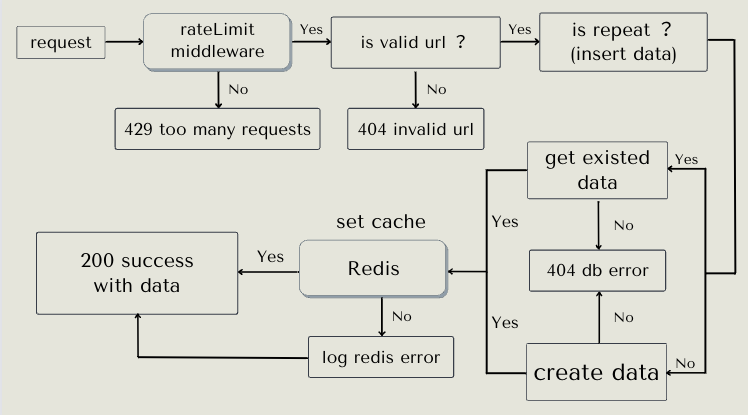 request
rateLimit
middleware
Yes
is valid url ?
Yes
is repeat ?
(insert data)
No
No
429 too many requests
404 invalid url
get existed
data
Yes
Yes
No
set cache
200 success
with data
Yes
Redis
404 db error
No
Yes
No
log redis error
create data
No